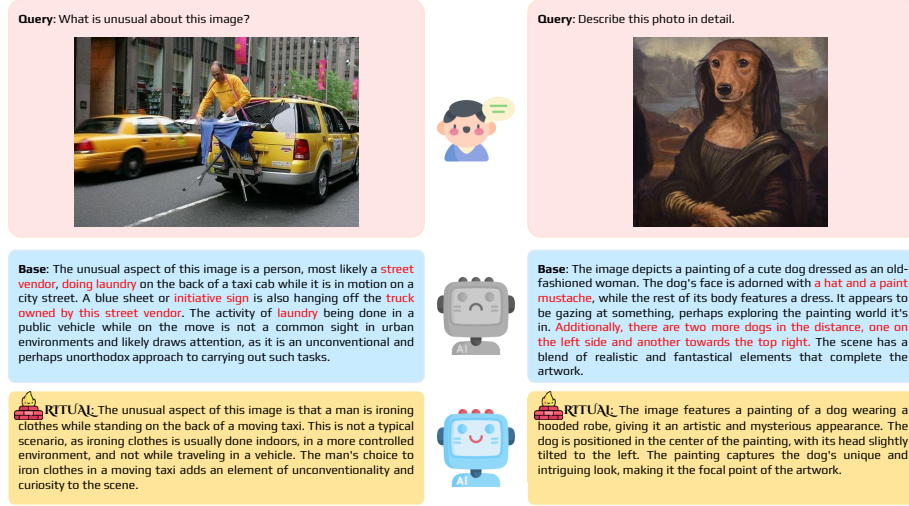 Query: What is unusual about this image?
Base: The unusual aspect of this image is a person, most likely a street
vendor, doing laundry on the back of a taxi cab while it is in motion on a
city street. A blue sheet or initiative sign is also hanging off the truck
owned by this street vendor. The activity of laundry being done in a
public vehicle while on the move is not a common sight in urban
environments and likely draws attention, as it is an unconventional and
perhaps unorthodox approach to carrying out such tasks.
RITUAL: The unusual aspect of this image is that a man is ironing
clothes while standing on the back of a moving taxi. This is not a typical
scenario, as ironing clothes is usually done indoors, in a more controlled
environment, and not while traveling in a vehicle. The man's choice to
iron clothes in a moving taxi adds an element of unconventionality and
curiosity to the scene.
AI
AI
Query: Describe this photo in detail.
Base: The image depicts a painting of a cute dog dressed as an old-
fashioned woman. The dog's face is adorned with a hat and a paint
mustache, while the rest of its body features a dress. It appears to
be gazing at something, perhaps exploring the painting world it's
in. Additionally, there are two more dogs in the distance, one on
the left side and another towards the top right. The scene has a
blend of realistic and fantastical elements that complete the
artwork.
RITUAL: The image features a painting of a dog wearing a
hooded robe, giving it an artistic and mysterious appearance. The
dog is positioned in the center of the painting, with its head slightly
tilted to the left. The painting captures the dog's unique and
intriguing look, making it the focal point of the artwork.